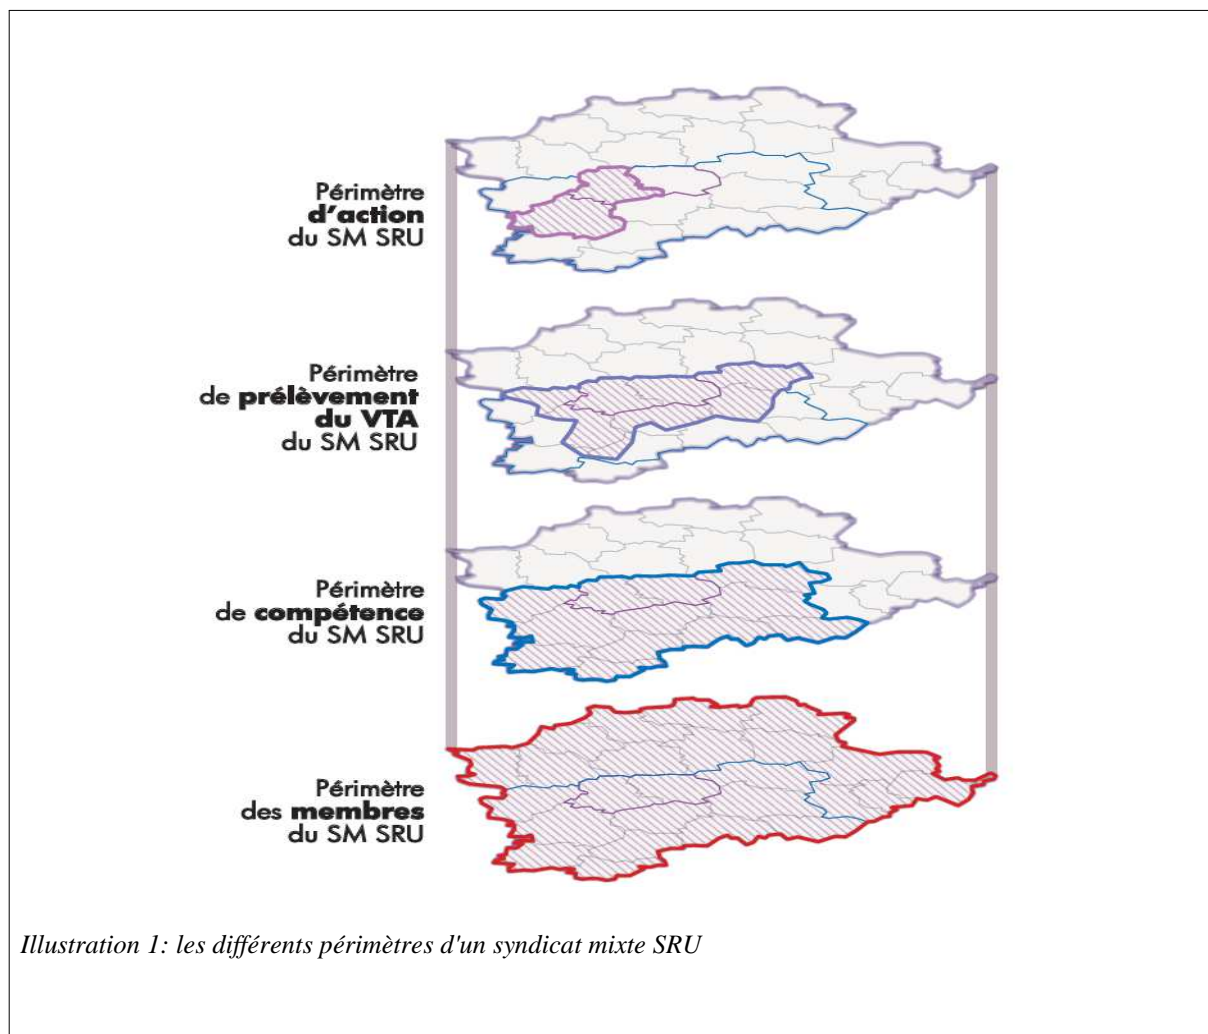 Périmètre
d'action
du SM SRU
Périmètre
de prélèvement
du VTA
du SM SRU
Périmètre
de compétence
du SM SRU
Périmètre
des membres
du SM SRU
Illustration 1: les différents périmètres d'un syndicat mixte SRU